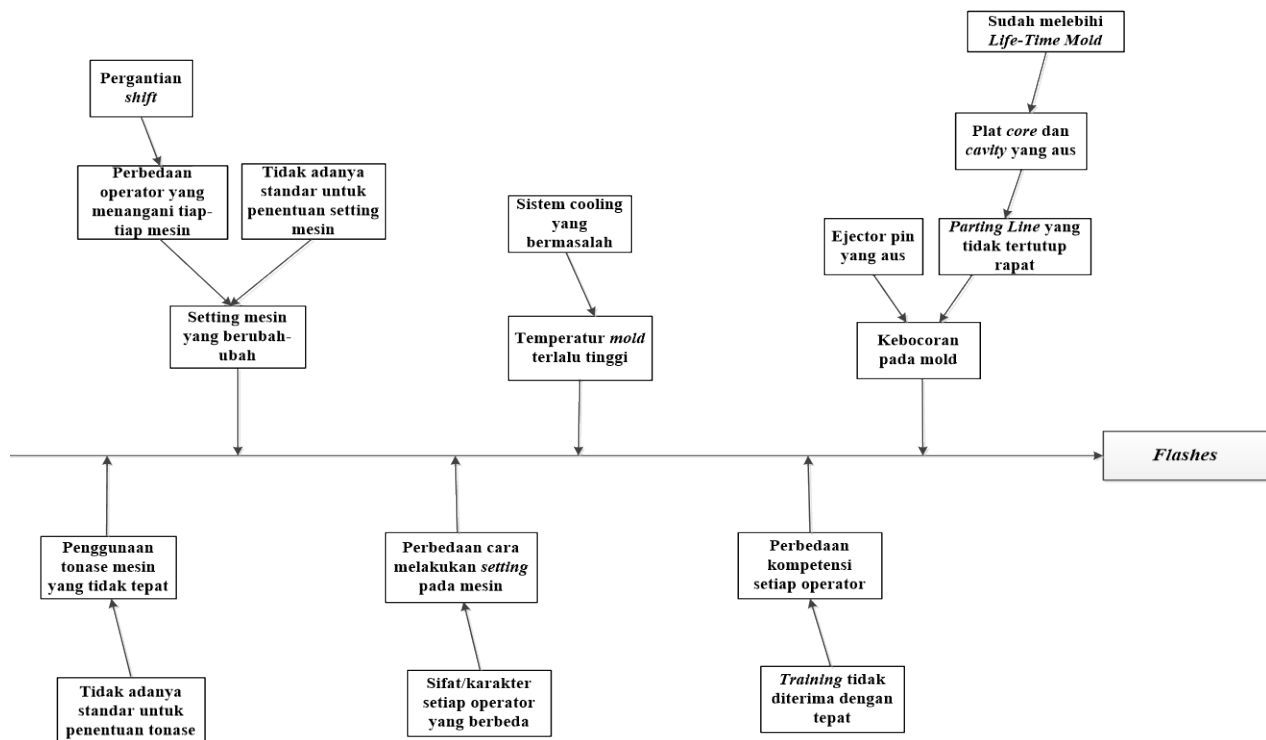 Sudah melebihi
Life-Time Mold
Pergantian
shift
Plat core dan
cavity yang aus
Perbedaan
operator yang
menangani tiap-
tiap mesin
Tidak adanya
standar untuk
penentuan setting
mesin
Sistem cooling
yang
bermasalah
Ejector pin
yang aus
Parting Line yang
tidak tertutup
rapat
Setting mesin
yang berubah-
ubah
Temperatur mold
terlalu tinggi
Kebocoran
pada mold
Flashes
Penggunaan
tonase mesin
yang tidak tepat
Perbedaan cara
melakukan setting
pada mesin
Perbedaan
kompetensi
setiap operator
Tidak adanya
standar untuk
penentuan tonase
Sifat/karakter
setiap operator
yang berbeda
Training tidak
diterima dengan
tepat